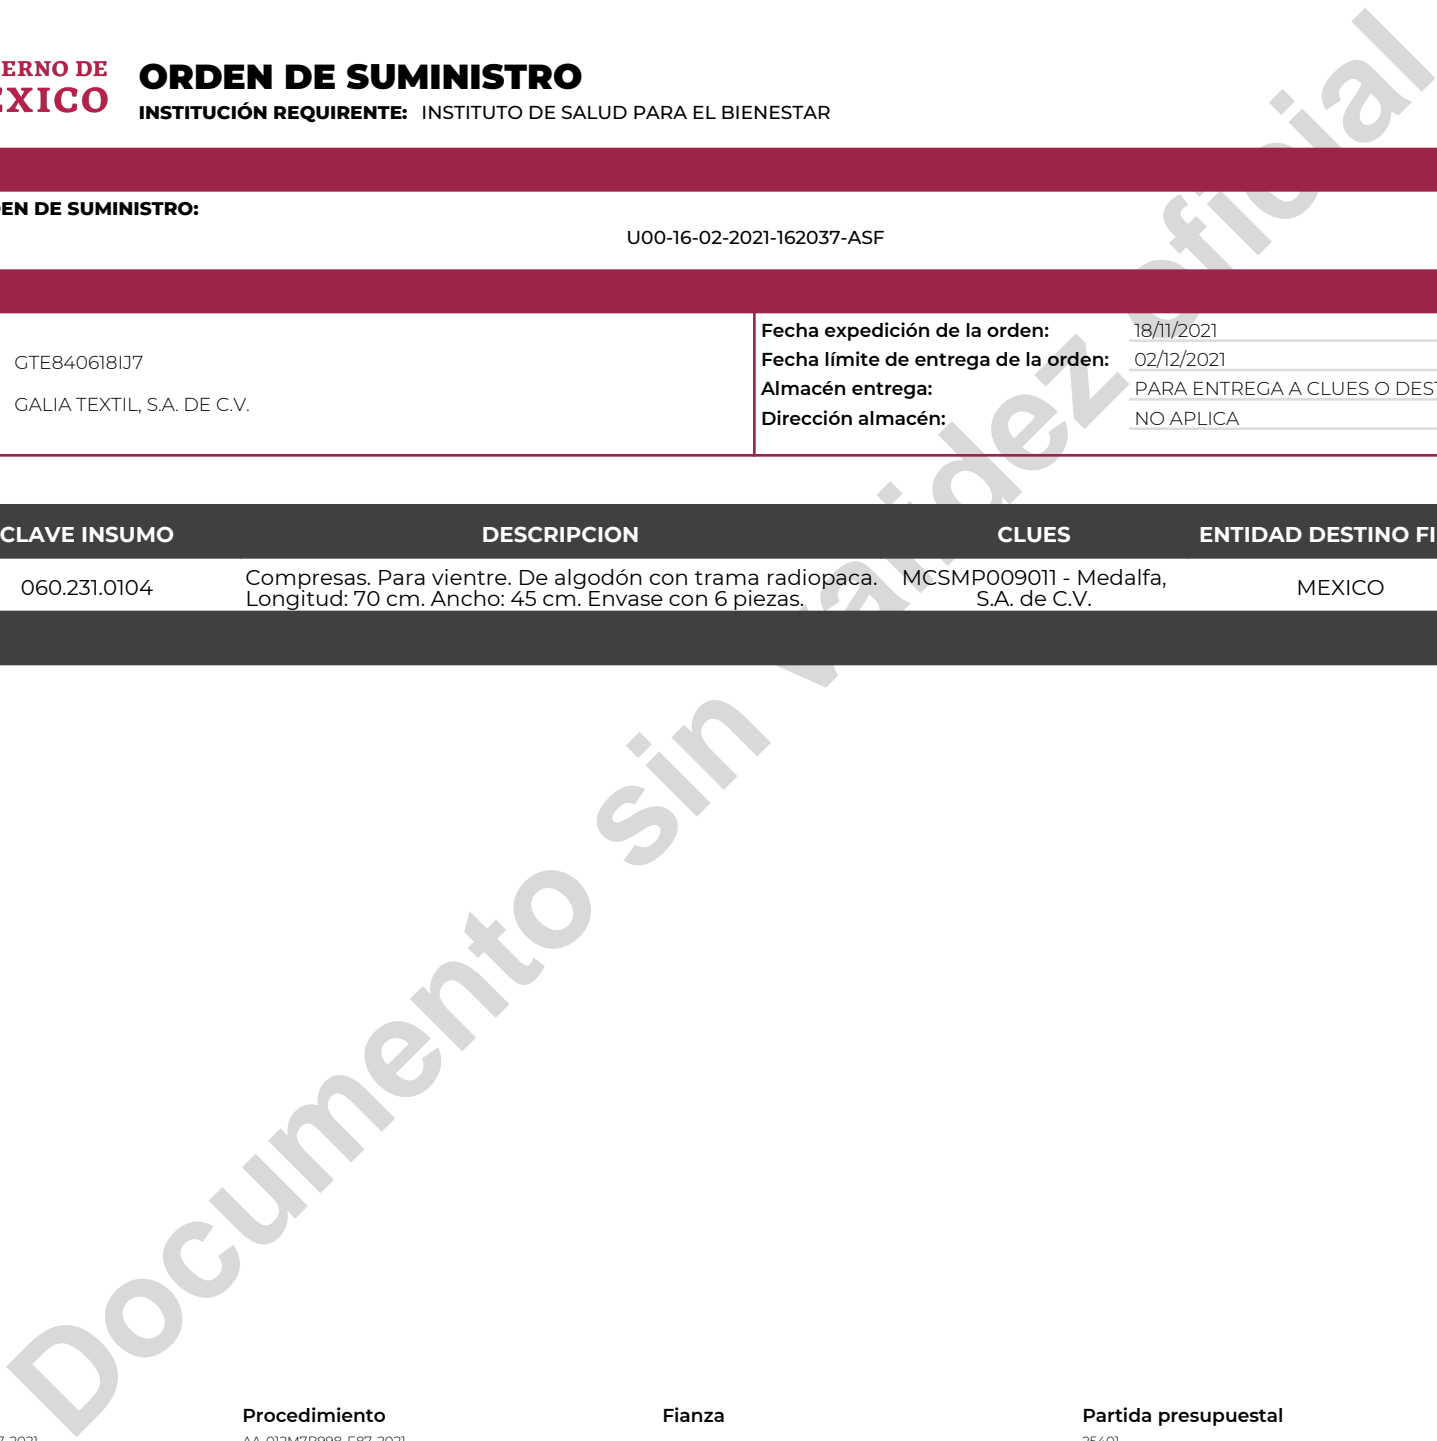 ERNO DE
EXICO
ORDEN DE SUMINISTRO
INSTITUCIÓN REQUIRENTE: INSTITUTO DE SALUD PARA EL BIENESTAR
EN DE SUMINISTRO:
U00-16-02-2021-162037-ASF
GTE840618IJ7
GALIA TEXTIL, S.A. DE C.V.
Fecha expedición de la orden: 18/11/2021
Fecha límite de entrega de la orden: 02/12/2021
Almacén entrega: PARA ENTREGA A CLUES O DEST
Dirección almacén: NO APLICA
CLAVE INSUMO DESCRIPCION CLUES ENTIDAD DESTINO FI
060.231.0104 Compresas. Para vientre. De algodón con trama radiopaca. MCSMP009011 - Medalfa, MEXICO
Longitud: 70 cm. Ancho: 45 cm. Envase con 6 piezas. S.A. de C.V.
Documento sin validez oficial
Procedimiento Fianza Partida presupuestal